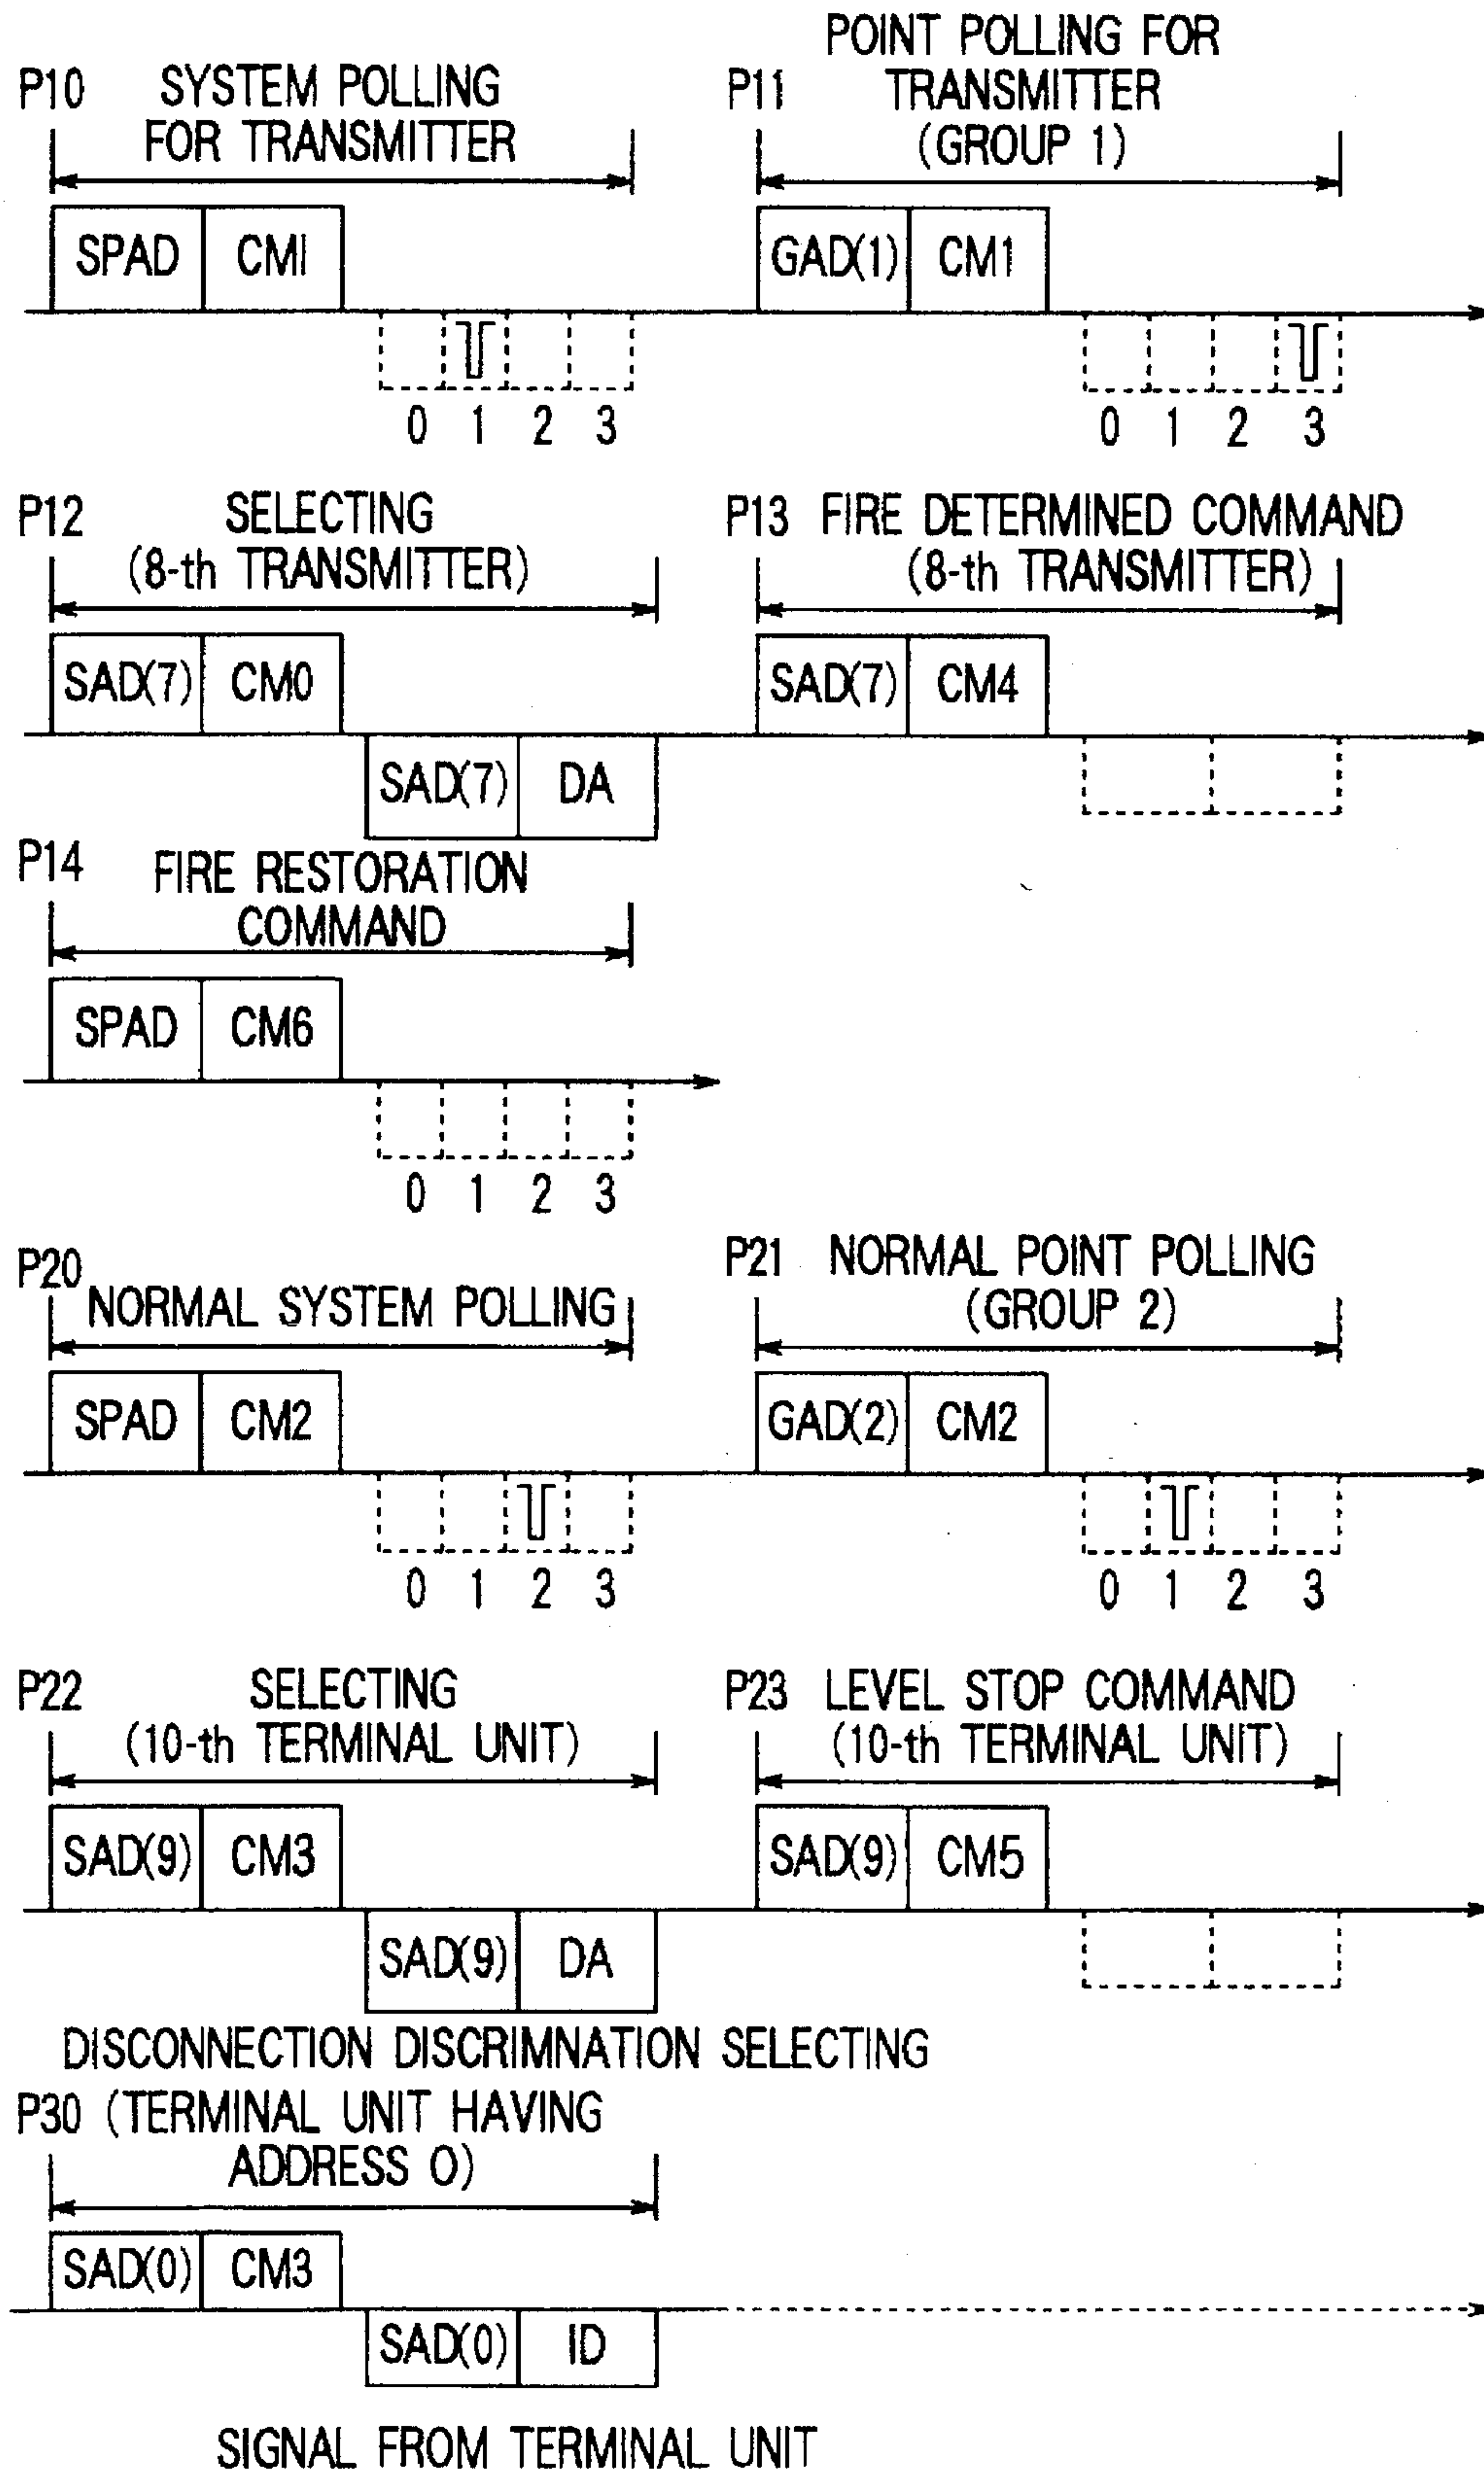 P10 SYSTEM POLLING
FOR TRANSMITTER
SPAD CMI
0 1 2 3
P11 POINT POLLING FOR
TRANSMITTER
(GROUP 1)
GAD(1) CM1
0 1 2 3
P12 SELECTING
(8-th TRANSMITTER)
SAD(7) CM0
SAD(7) DA
P13 FIRE DETERMINED COMMAND
(8-th TRANSMITTER)
SAD(7) CM4
P14 FIRE RESTORATION
COMMAND
SPAD CM6
0 1 2 3
P20
NORMAL SYSTEM POLLING
SPAD CM2
0 1 2 3
P21 NORMAL POINT POLLING
(GROUP 2)
GAD(2) CM2
0 1 2 3
P22 SELECTING
(10-th TERMINAL UNIT)
SAD(9) CM3
SAD(9) DA
P23 LEVEL STOP COMMAND
(10-th TERMINAL UNIT)
SAD(9) CM5
DISCONNECTION DISCRIMNATION SELECTING
P30 (TERMINAL UNIT HAVING
ADDRESS 0)
SAD(0) CM3
SAD(0) ID
SIGNAL FROM TERMINAL UNIT